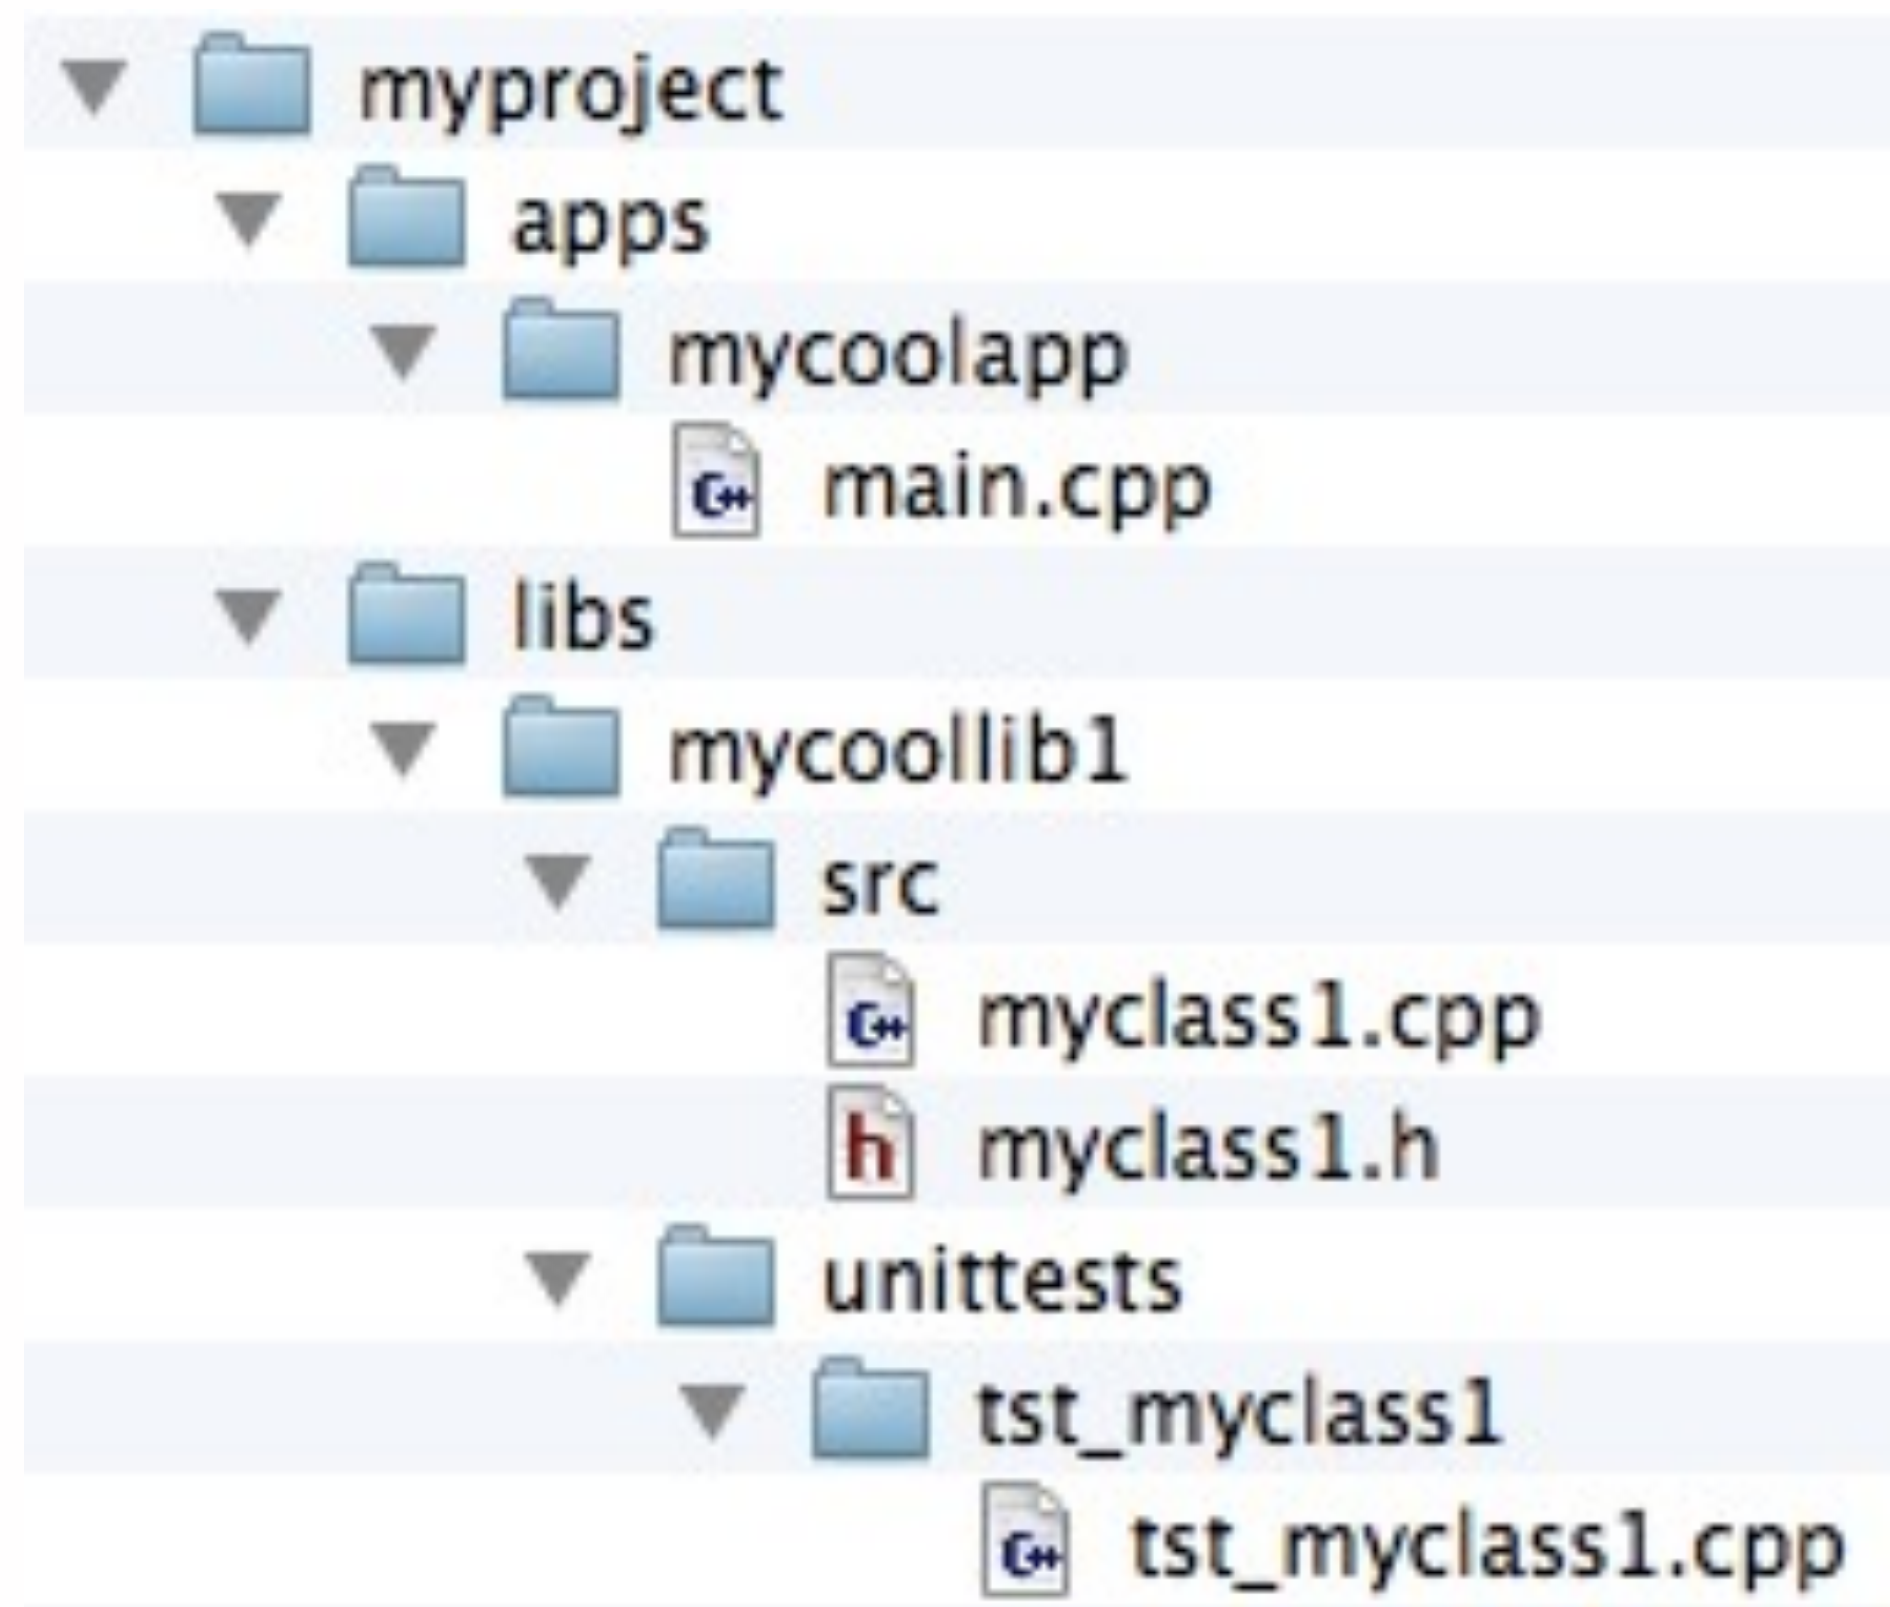 myproject
apps
mycoolapp
C++ main.cpp
libs
mycoollib1
src
C++ myclass1.cpp
h myclass1.h
unittests
tst_myclass1
C++ tst_myclass1.cpp